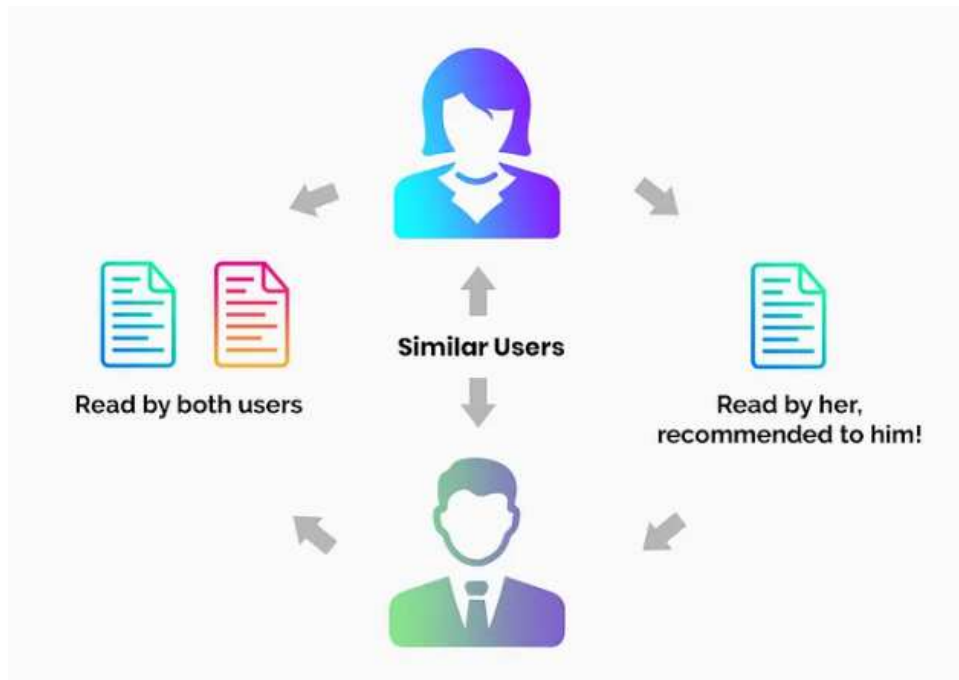 Similar Users
Read by both users
Read by her,
recommended to him!